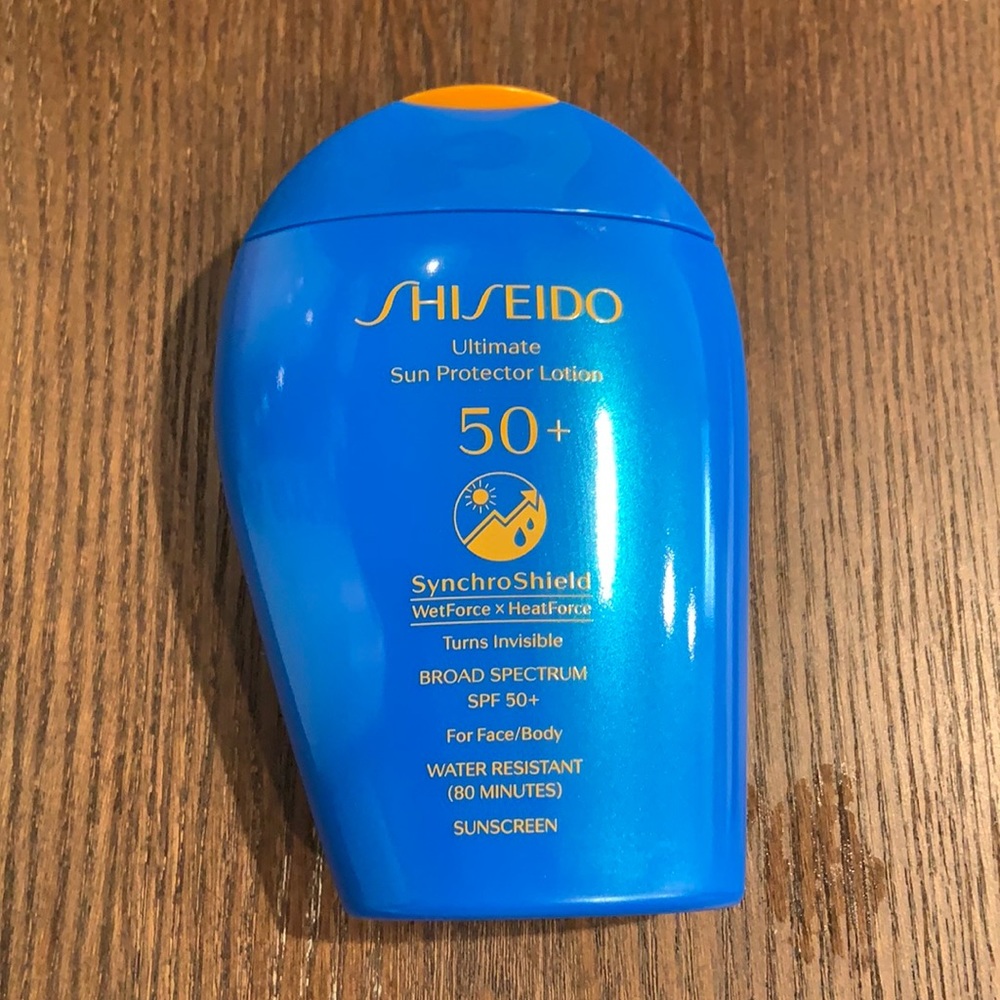 SHISEIDO
Ultimate
Sun Protector Lotion
50+
SynchroShield
WetForce × HeatForce
Turns Invisible
BROAD SPECTRUM
SPF 50+
For Face/Body
WATER RESISTANT
(80 MINUTES)
SUNSCREEN